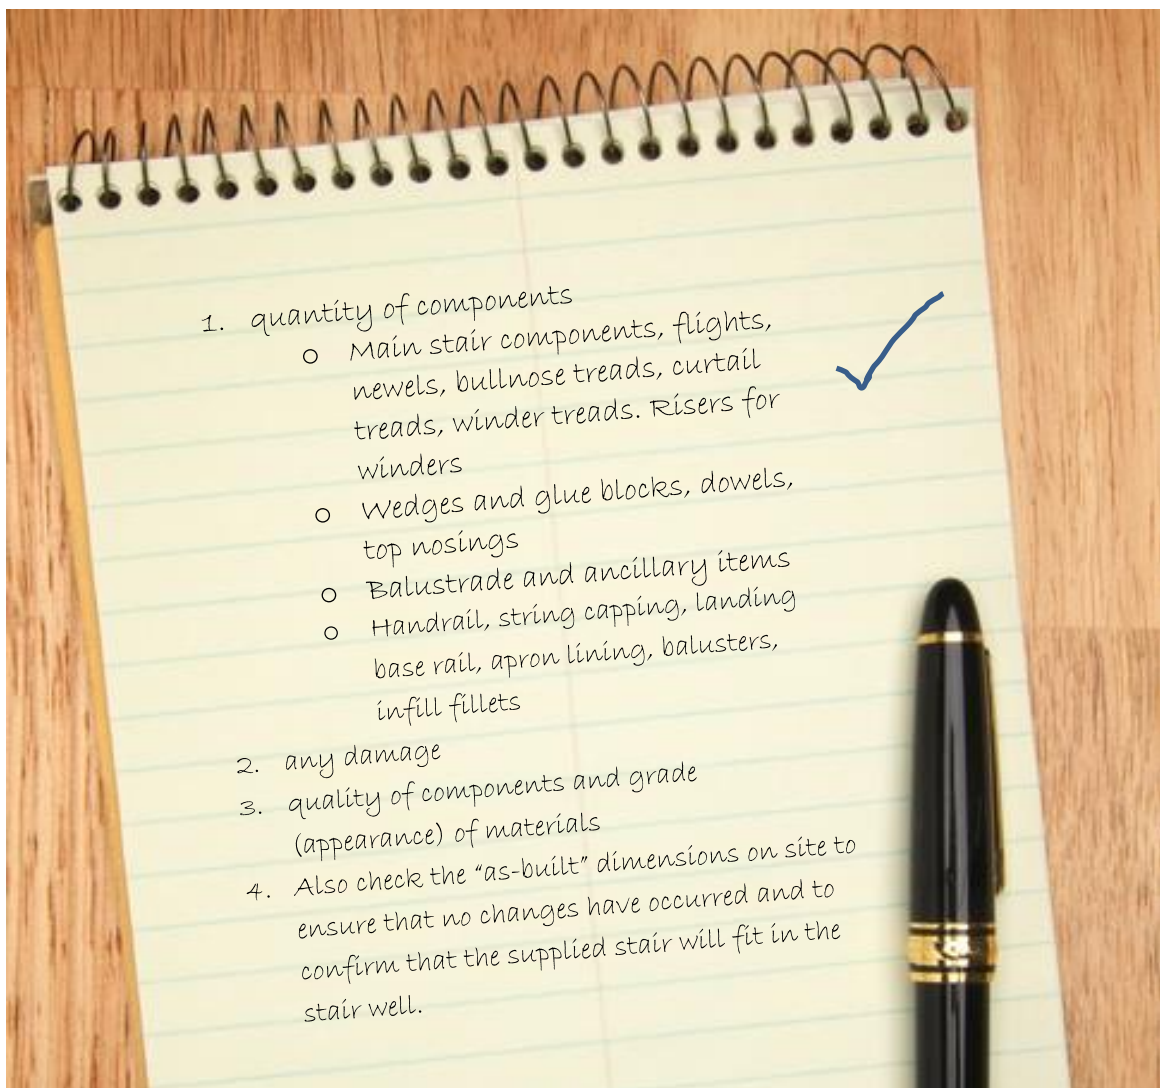 1. quantity of components
o Main stair components, flights,
newels, bullnose treads, curtail
treads, winder treads. Risers for
winders
o Wedges and glue blocks, dowels,
top nosings
o Balustrade and ancillary items
o Handrail, string capping, landing
base rail, apron lining, balusters,
infill fillets
2. any damage
3. quality of components and grade
(appearance) of materials
4. Also check the "as-built" dimensions on site to
ensure that no changes have occurred and to
confirm that the supplied stair will fit in the
stair well.